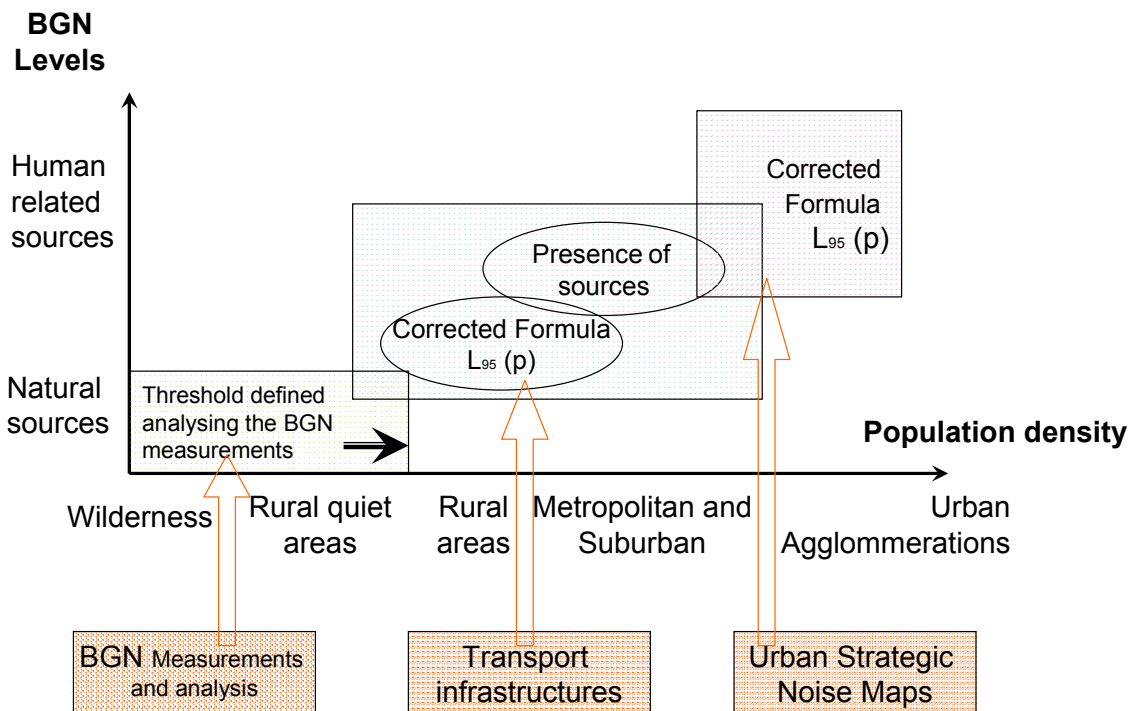 BGN
Levels
Human
related
sources
Natural
sources
Corrected
Formula
L95 (p)
Presence of
sources
Corrected Formula
L95 (p)
Threshold defined
analysing the BGN
measurements
Population density
Wilderness
Rural quiet
areas
Rural
areas
Metropolitan and
Suburban
Urban
Agglommerations
BGN Measurements
and analysis
Transport
infrastructures
Urban Strategic
Noise Maps